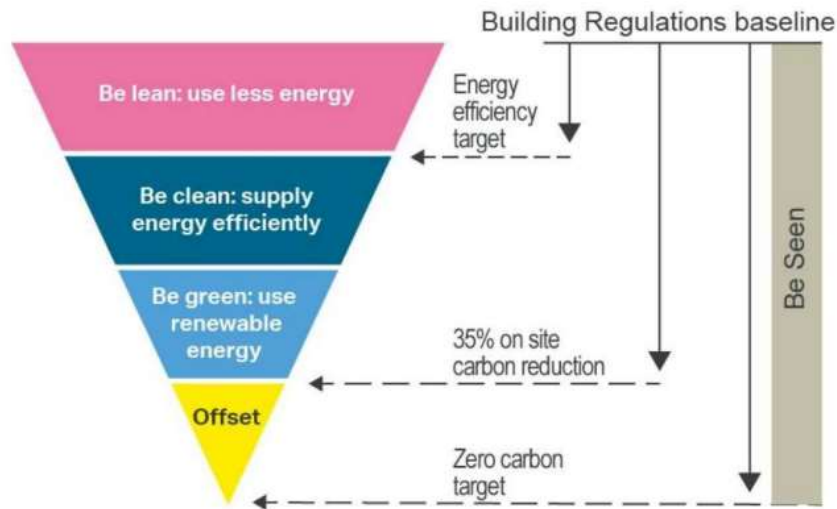 Building Regulations baseline
Be lean: use less energy
Energy
efficiency
target
Be clean: supply
energy efficiently
Be green: use
renewable
energy
35% on site
carbon reduction
Offset
Zero carbon
target
Be Seen